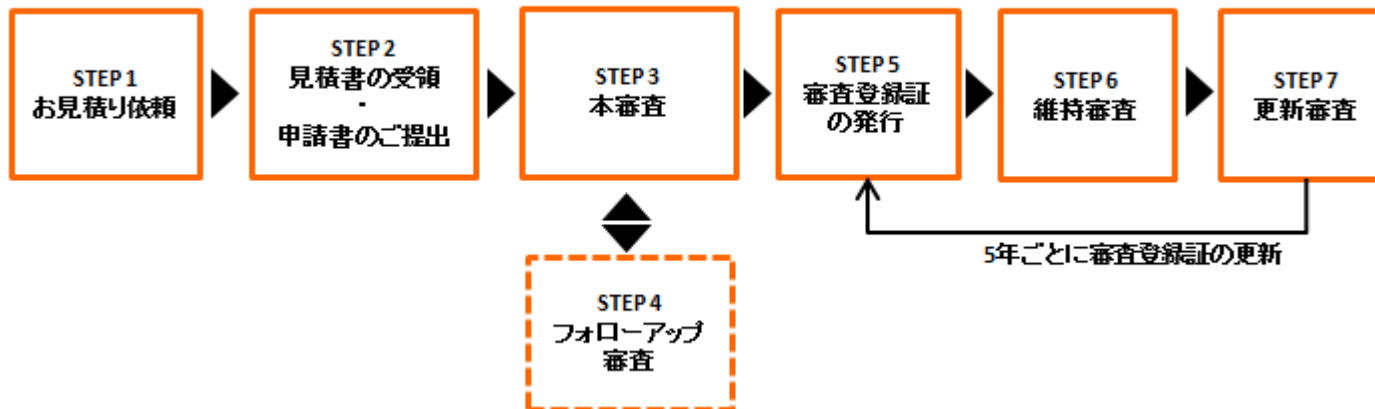 STEP 1
お見積り依頼
STEP 2
見積書の受領
・
申請書のご提出
STEP 3
本審査
STEP 5
審査登録証
の発行
STEP 6
維持審査
STEP 7
更新審査
5年ごとに審査登録証の更新
STEP 4
フォローアップ
審査